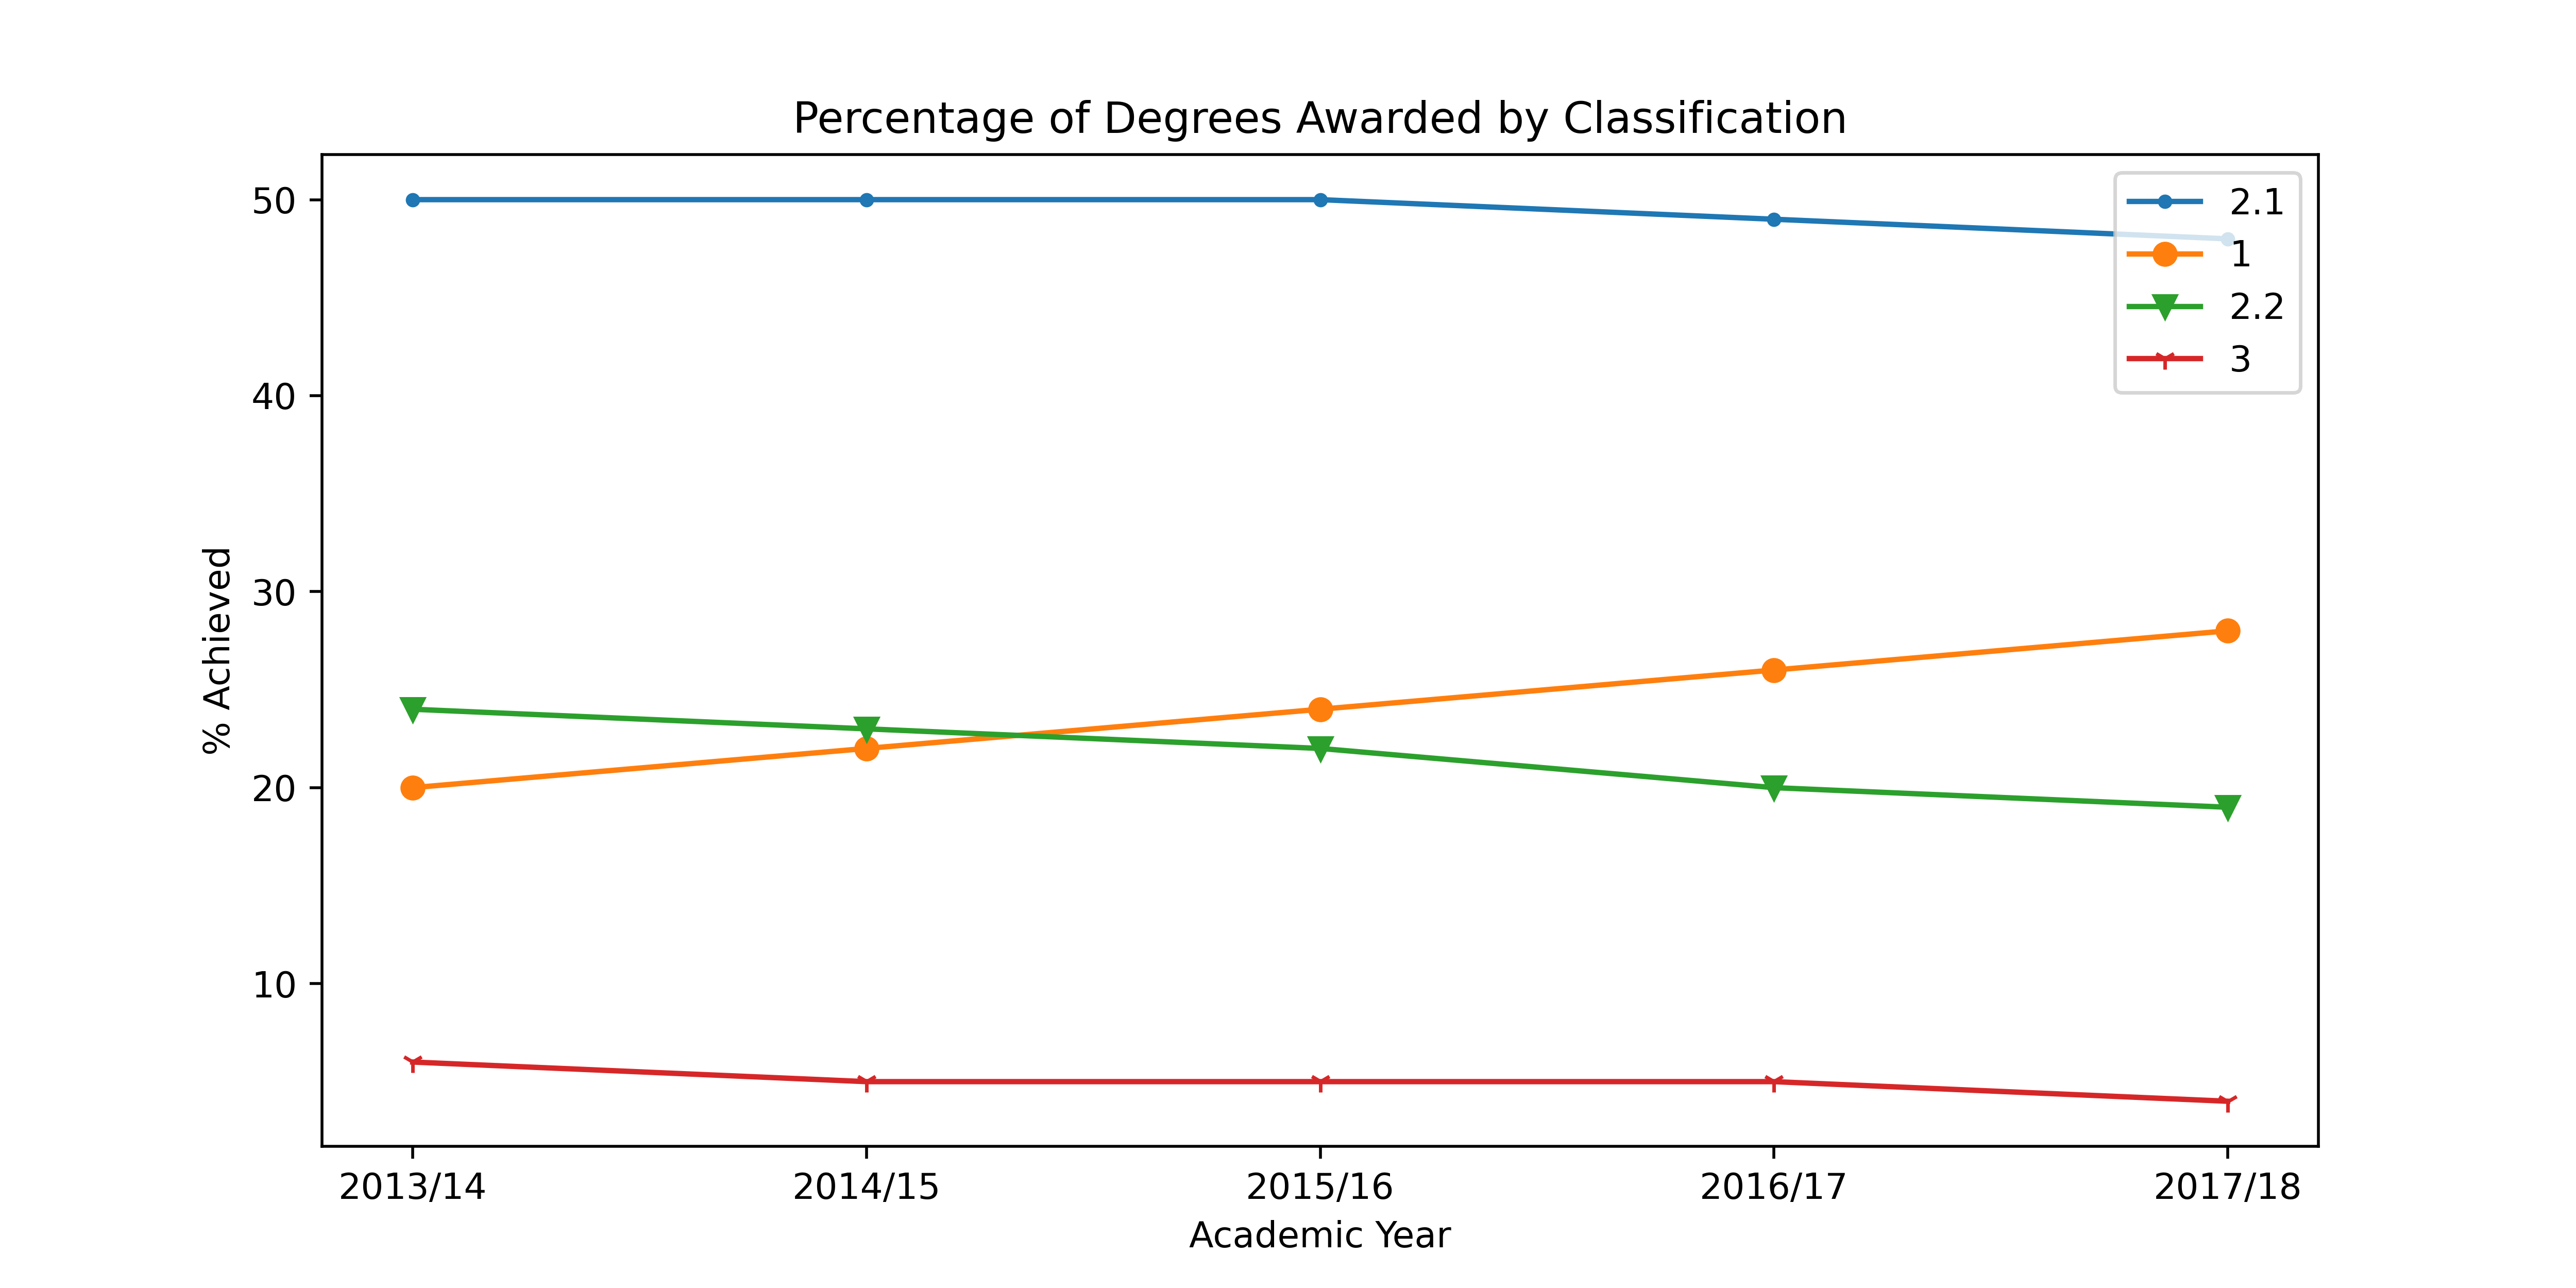 Percentage of Degrees Awarded by Classification
2.1
1
2.2
3
% Achieved
50
40
30
20
10
2013/14 2014/15 2015/16 2016/17 2017/18
Academic Year